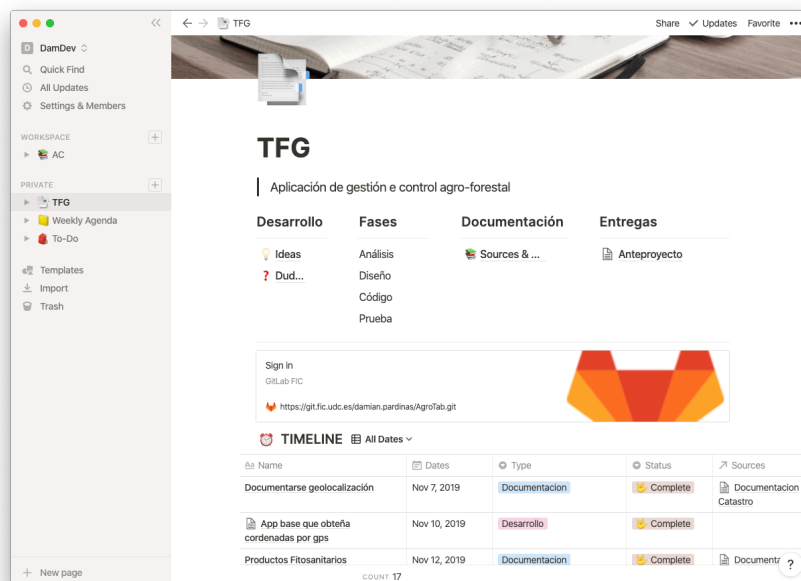 TFG
Share
Updates
Favorite
D DamDev
Quick Find
All Updates
Settings & Members
WORKSPACE
AC
PRIVATE
TFG
Weekly Agenda
To-Do
Templates
Import
Trash
New page
TFG
Aplicación de gestión e control agro-forestal
Desarrollo
Ideas
Dud...
Fases
Análisis
Diseño
Código
Prueba
Documentación
Sources & ...
Entregas
Anteproyecto
Sign in
GitLab FIC
https://git.fic.udc.es/damian.pardinas/AgroTab.git
TIMELINE All Dates
Aa Name Dates Type Status Sources
Documentarse geolocalización Nov 7, 2019 Documentacion Complete Documentacion
Catastro
App base que obteña Nov 10, 2019 Desarrollo Complete
cordenadas por gps
Productos Fitosanitarios Nov 12, 2019 Documentacion Complete Documenta
COUNT 17
?